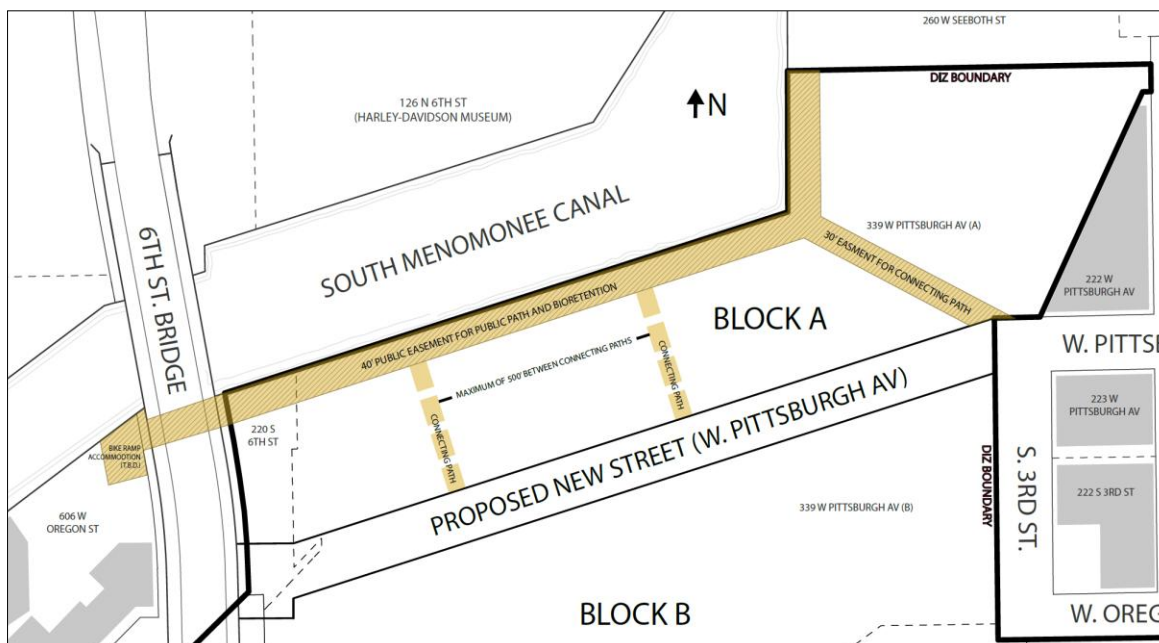 260 W SEEBOTH ST
DIZ BOUNDARY
126 N 6TH ST
(HARLEY-DAVIDSON MUSEUM)
N
SOUTH MENOMONEE CANAL
6TH ST. BRIDGE
339 W PITTSBURGH AV (A)
30' EASMENT FOR CONNECTING PATH
222 W
PITTSBURGH AV
40' PUBLIC EASEMENT FOR PUBLIC PATH AND BIORETENTION
BLOCK A
W. PITTSB
MAXIMUM OF 500' BETWEEN CONNECTING PATHS
CONNECTING PATH
CONNECTING PATH
223 W
PITTSBURGH AV
220 S
6TH ST
BIKE RAMP
ACCOMMODTION
(T.B.D.)
PROPOSED NEW STREET (W. PITTSBURGH AV)
DIZ BOUNDARY
S. 3RD ST.
222 S 3RD ST
606 W
OREGON ST
339 W PITTSBURGH AV (B)
BLOCK B
W. OREG